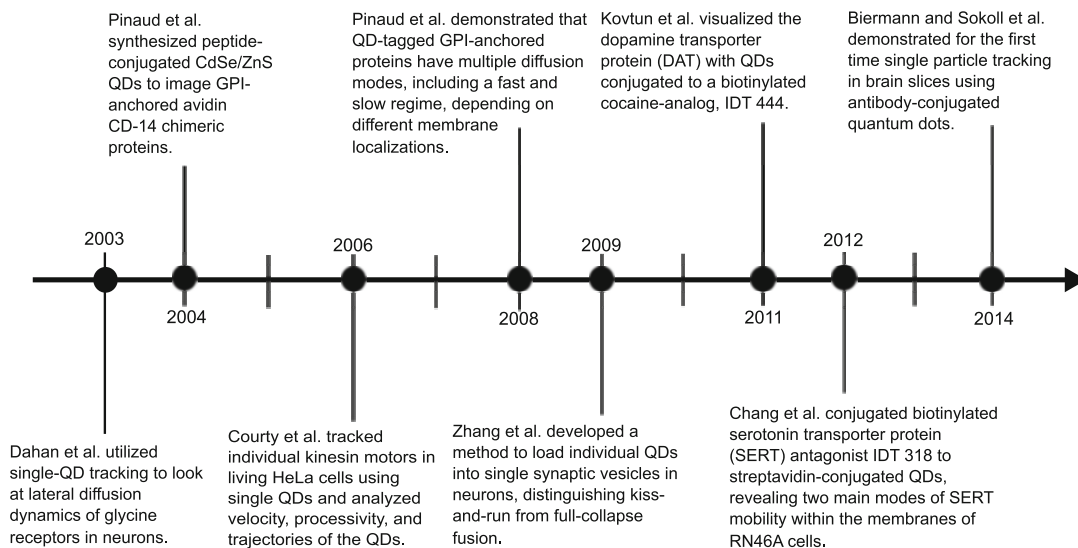 Pinaud et al.
synthesized peptide-
conjugated CdSe/ZnS
QDs to image GPI-
anchored avidin
CD-14 chimeric
proteins.
Pinaud et al. demonstrated that
QD-tagged GPI-anchored
proteins have multiple diffusion
modes, including a fast and
slow regime, depending on
different membrane
localizations.
Kovtun et al. visualized the
dopamine transporter
protein (DAT) with QDs
conjugated to a biotinylated
cocaine-analog, IDT 444.
Biermann and Sokoll et al.
demonstrated for the first
time single particle tracking
in brain slices using
antibody-conjugated
quantum dots.
2003
2004
2006
2008
2009
2011
2012
2014
Dahan et al. utilized
single-QD tracking to look
at lateral diffusion
dynamics of glycine
receptors in neurons.
Courty et al. tracked
individual kinesin motors in
living HeLa cells using
single QDs and analyzed
velocity, processivity, and
trajectories of the QDs.
Zhang et al. developed a
method to load individual QDs
into single synaptic vesicles in
neurons, distinguishing kiss-
and-run from full-collapse
fusion.
Chang et al. conjugated biotinylated
serotonin transporter protein
(SERT) antagonist IDT 318 to
streptavidin-conjugated QDs,
revealing two main modes of SERT
mobility within the membranes of
RN46A cells.